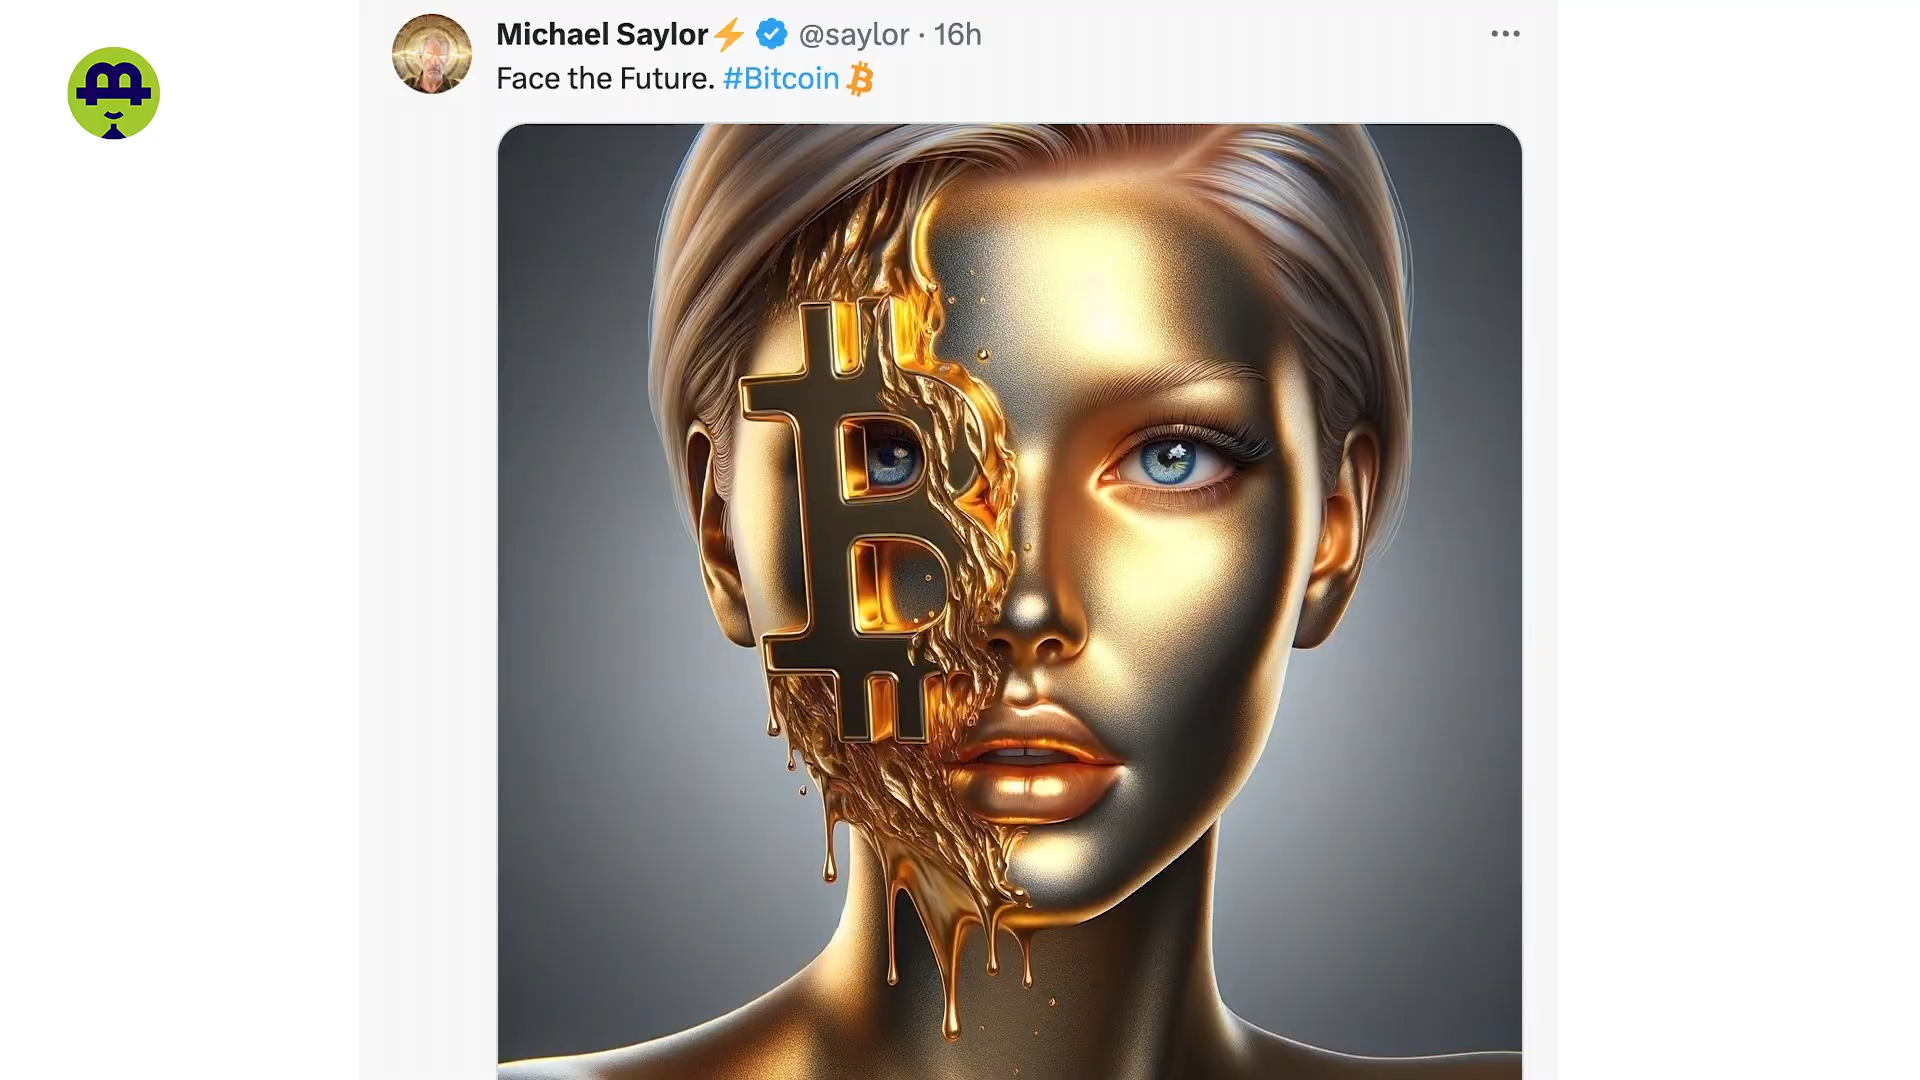 Michael Saylor⚡ @saylor · 16h
Face the Future. #Bitcoin ₿